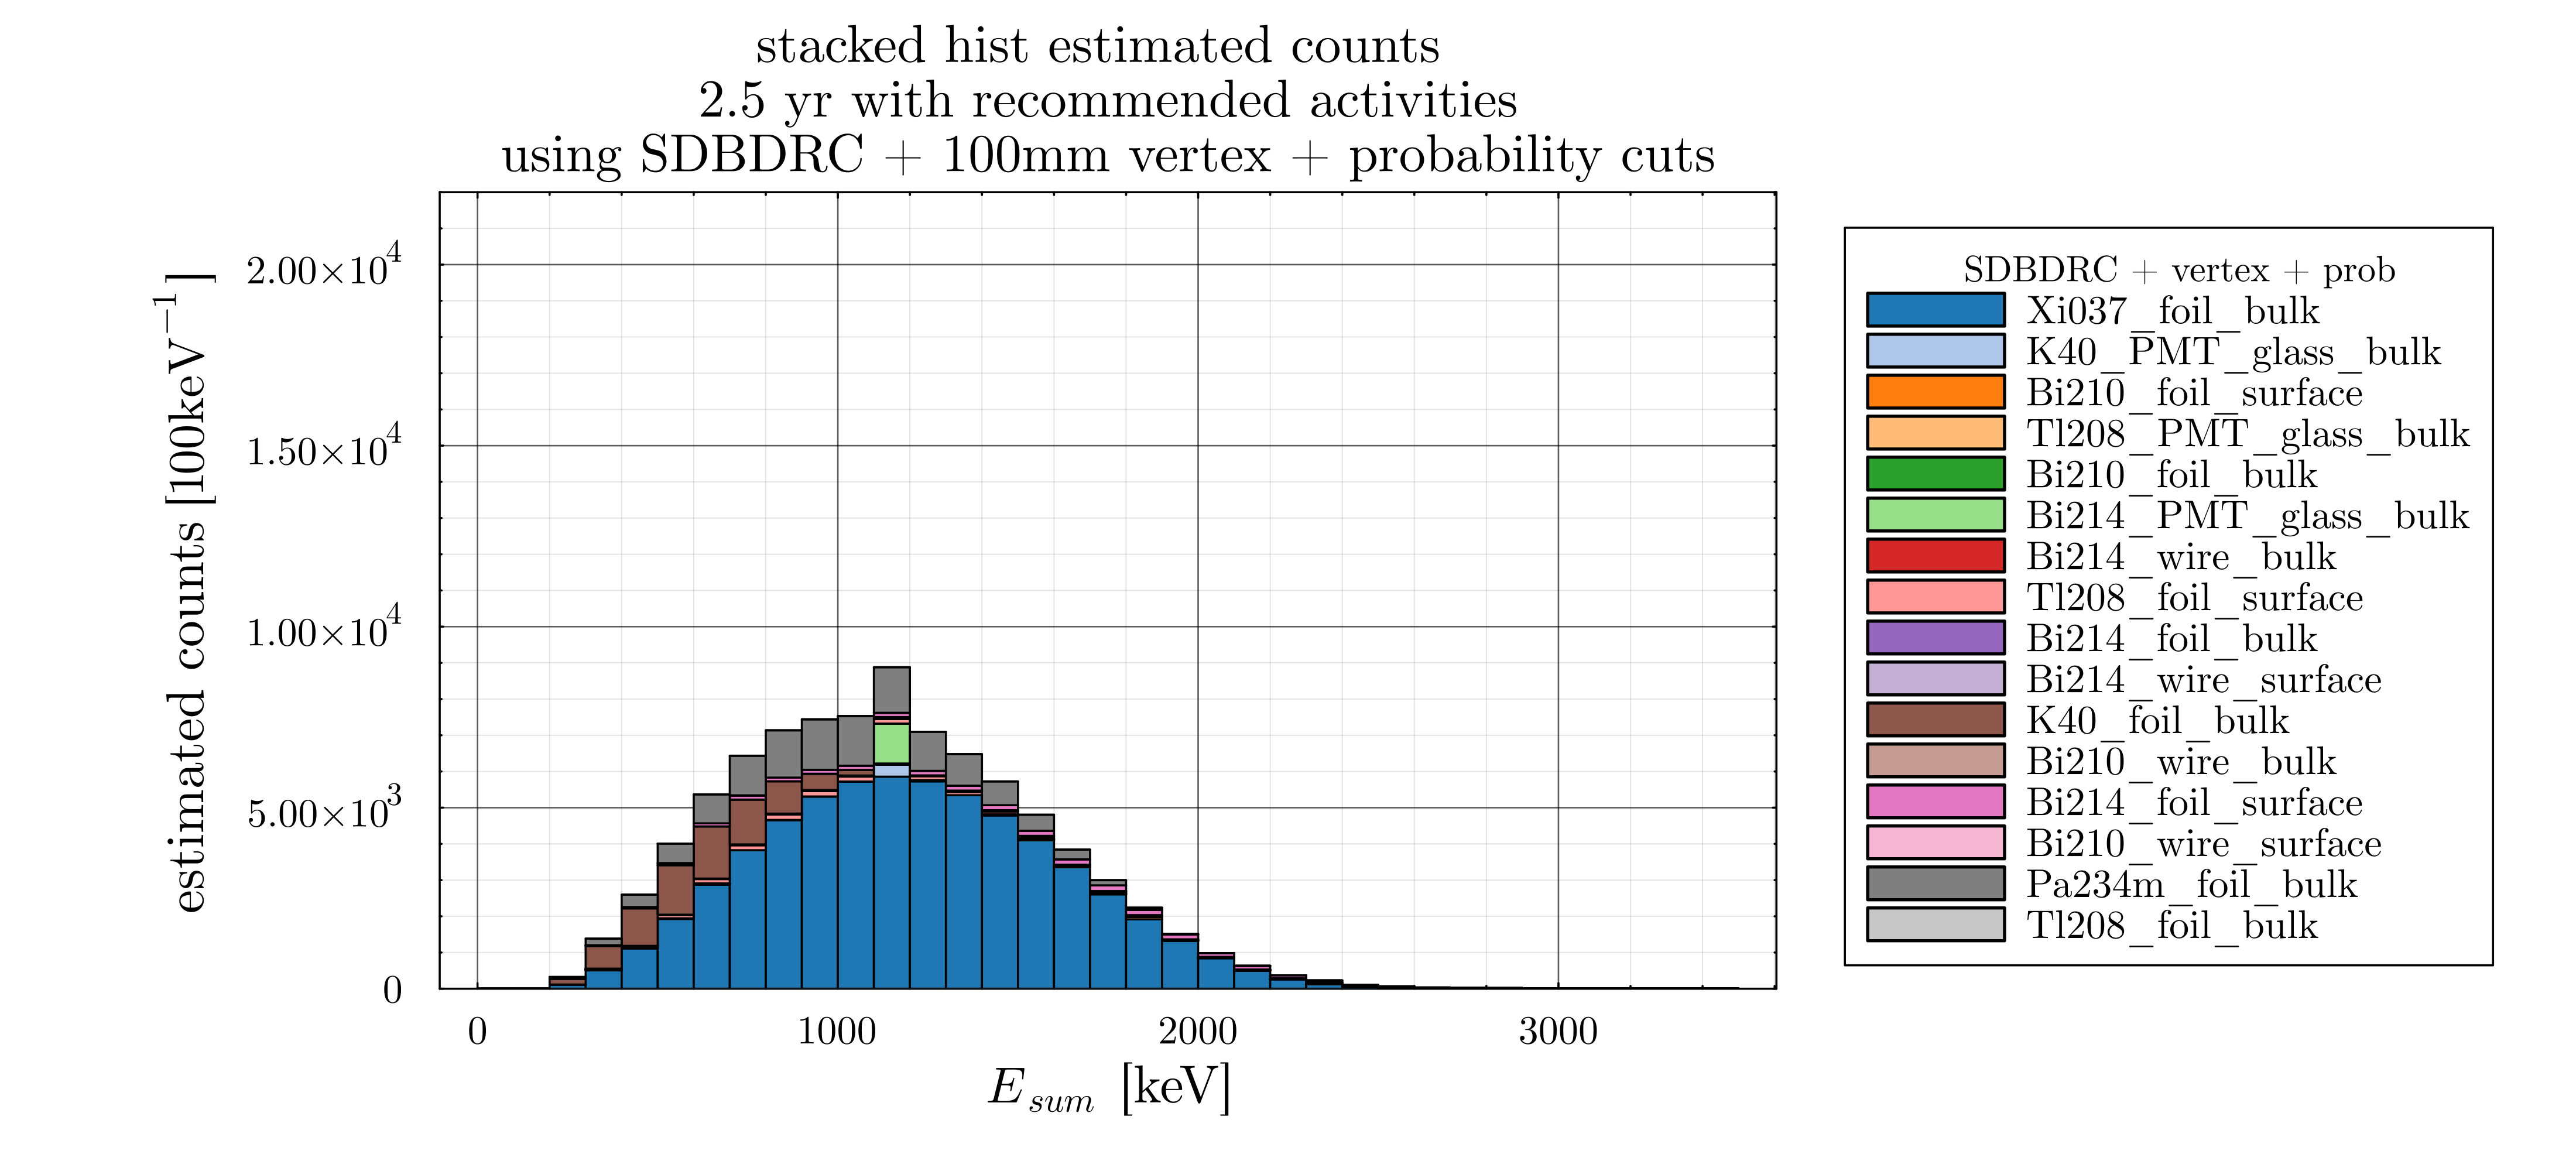 stacked hist estimated counts
2.5 yr with recommended activities
using SDBDRC + 100mm vertex + probability cuts
estimated counts [100keV⁻¹]
2.00×10⁴
1.50×10⁴
1.00×10⁴
5.00×10³
0
0 1000 2000 3000
E_sum [keV]
SDBDRC + vertex + prob
Xi037_foil_bulk
K40_PMT_glass_bulk
Bi210_foil_surface
Tl208_PMT_glass_bulk
Bi210_foil_bulk
Bi214_PMT_glass_bulk
Bi214_wire_bulk
Tl208_foil_surface
Bi214_foil_bulk
Bi214_wire_surface
K40_foil_bulk
Bi210_wire_bulk
Bi214_foil_surface
Bi210_wire_surface
Pa234m_foil_bulk
Tl208_foil_bulk